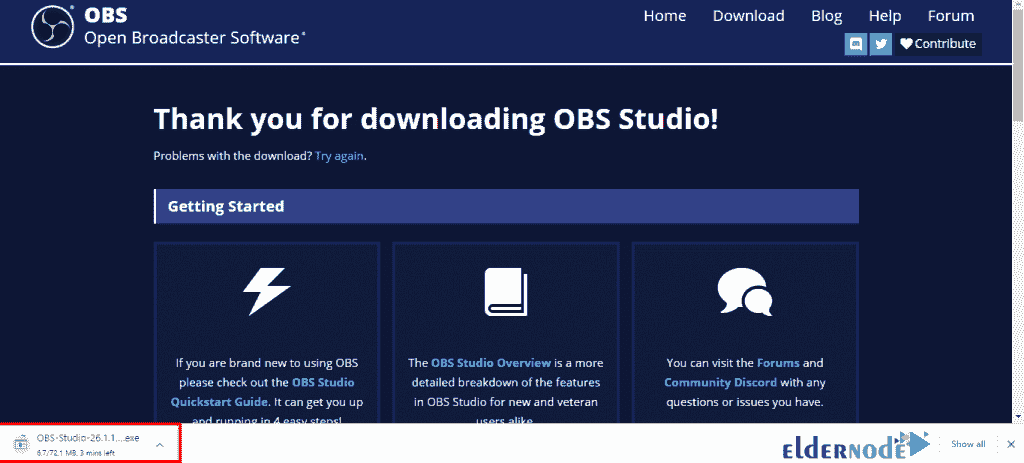 OBS
Open Broadcaster Software
Home Download Blog Help Forum
Contribute
Thank you for downloading OBS Studio!
Problems with the download? Try again.
Getting Started
If you are brand new to using OBS
please check out the OBS Studio
Quickstart Guide. It can get you up
and running in 4 easy steps!
The OBS Studio Overview is a more
detailed breakdown of the features
in OBS Studio for new and veteran
users alike.
You can visit the Forums and
Community Discord with any
questions or issues you have.
OBS-Studio-26.1.1....exe
6.7/72.1 MB, 3 mins left
ELDERNODE
Show all